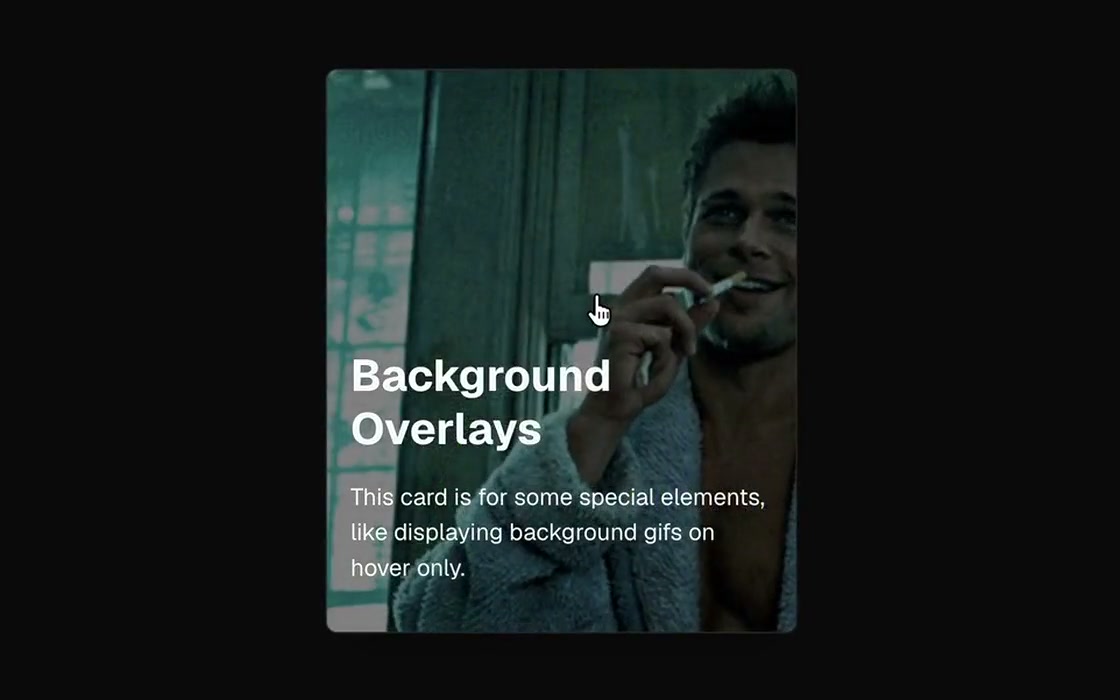 Background
Overlays
This card is for some special elements,
like displaying background gifs on
hover only.